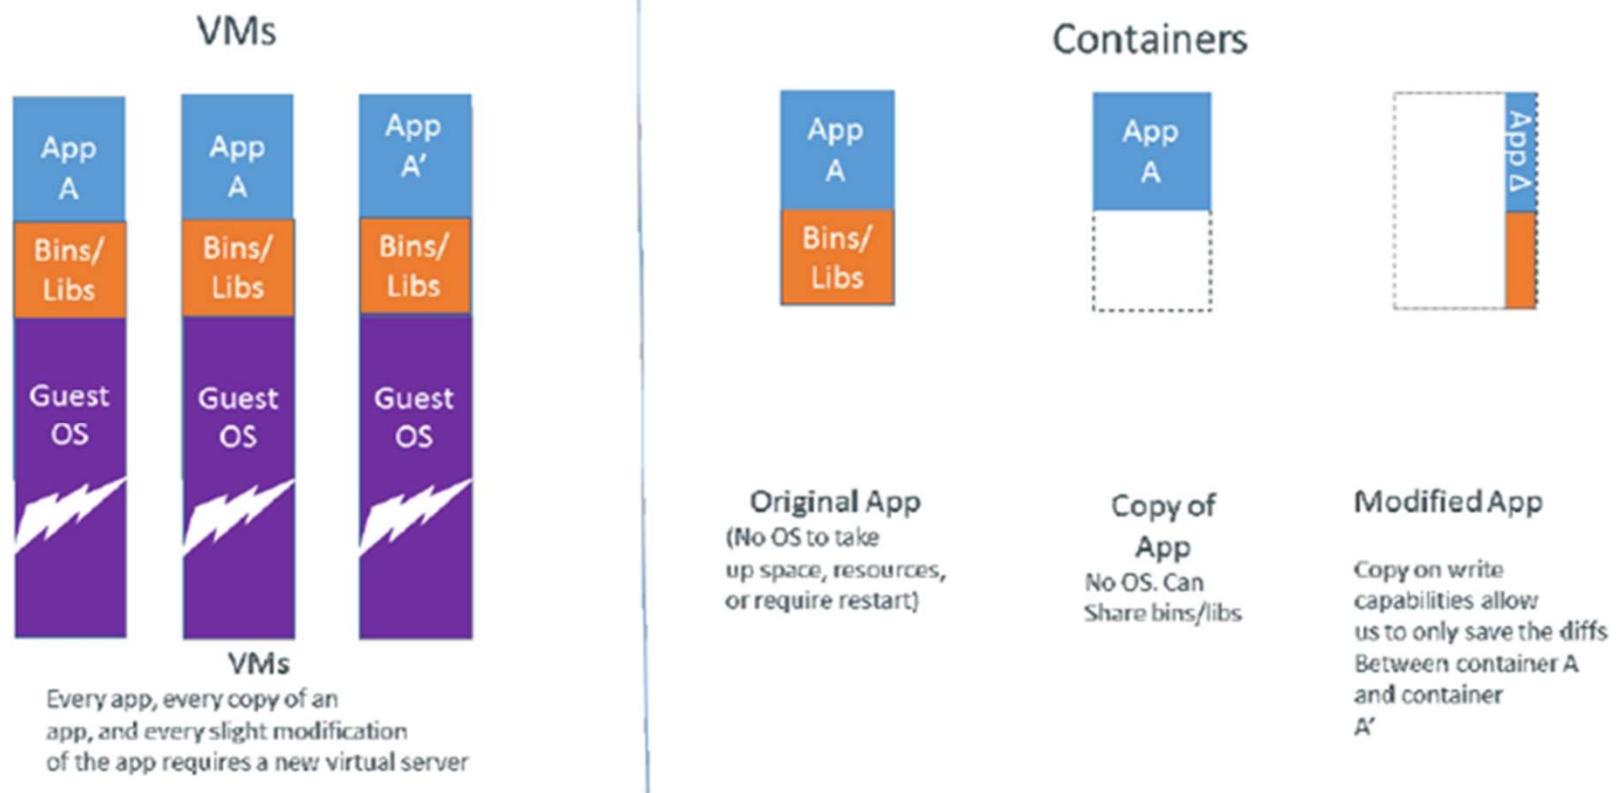 VMs
App
A
Bins/
Libs
Guest
OS
App
A
Bins/
Libs
Guest
OS
App
A′
Bins/
Libs
Guest
OS
VMs
Every app, every copy of an
app, and every slight modification
of the app requires a new virtual server
Containers
App
A
Bins/
Libs
Original App
(No OS to take
up space, resources,
or require restart)
App
A
Copy of
App
No OS. Can
Share bins/libs
App Δ
Modified App
Copy on write
capabilities allow
us to only save the diffs
Between container A
and container
A′